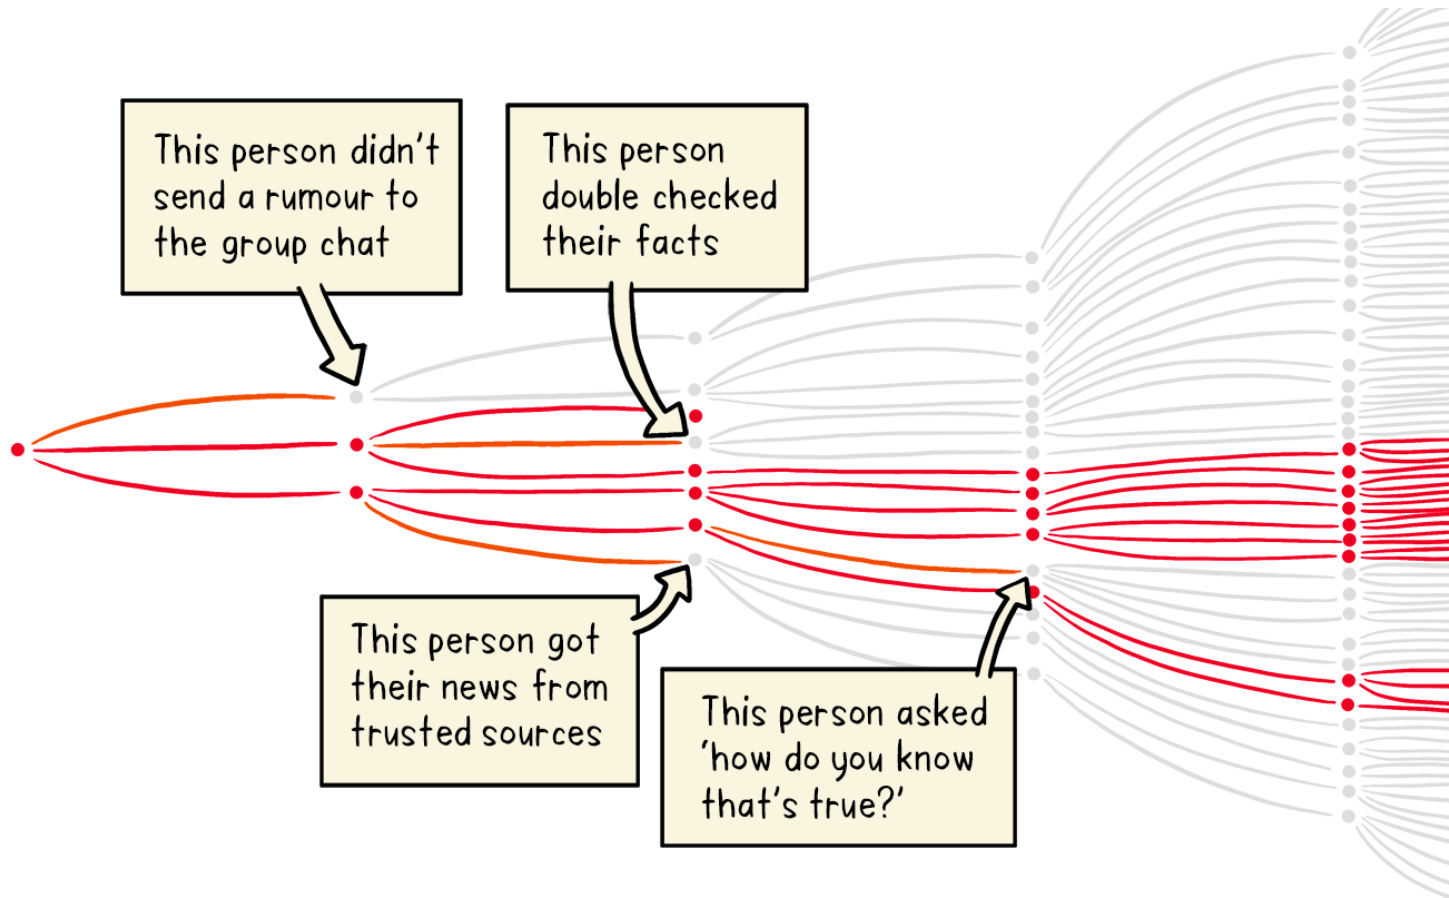 This person didn't
send a rumour to
the group chat
This person
double checked
their facts
This person got
their news from
trusted sources
This person asked
'how do you know
that's true?'